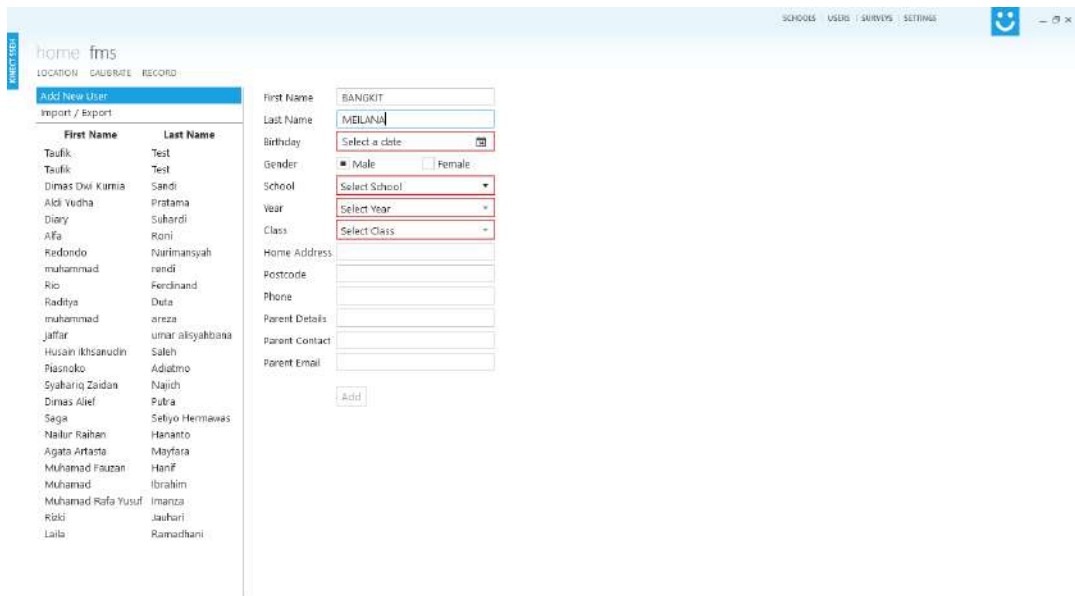 SCHOOLS USERS SURVEYS SETTINGS
KINECT SSEH
home fms
LOCATION CALIBRATE RECORD
Add New User
Import / Export
First Name Last Name
Taufik Test
Taufik Test
Dimas Dwi Kurnia Sandi
Aldi Yudha Pratama
Diary Suhardi
Alfa Roni
Redondo Nurimansyah
muhammad rendi
Rio Ferdinand
Raditya Duta
muhammad areza
jaffar umar alisyahbana
Husain Ikhsanudin Saleh
Piasnoko Adiatmo
Syahariq Zaidan Najich
Dimas Alief Putra
Saga Setiyo Hermawas
Nailur Raihan Hananto
Agata Artasta Mayfara
Muhamad Fauzan Hanif
Muhamad Ibrahim
Muhamad Rafa Yusuf Imanza
Rizki Jauhari
Laila Ramadhani
First Name BANGKIT
Last Name MEILANA
Birthday Select a date
Gender Male Female
School Select School
Year Select Year
Class Select Class
Home Address
Postcode
Phone
Parent Details
Parent Contact
Parent Email
Add